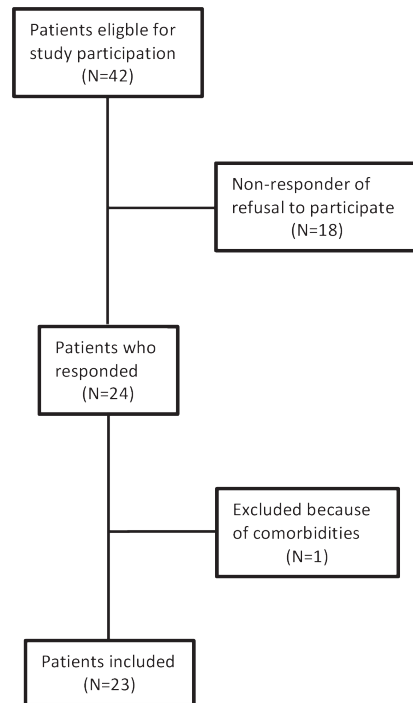 Patients eligble for
study participation
(N=42)
Non-responder of
refusal to participate
(N=18)
Patients who
responded
(N=24)
Excluded because
of comorbidities
(N=1)
Patients included
(N=23)